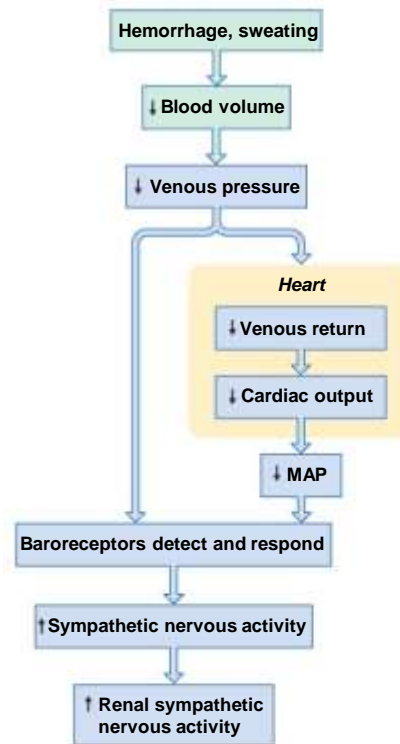 Hemorrhage, sweating
↓ Blood volume
↓ Venous pressure
Heart
↓ Venous return
↓ Cardiac output
↓ MAP
Baroreceptors detect and respond
↑ Sympathetic nervous activity
↑ Renal sympathetic
nervous activity